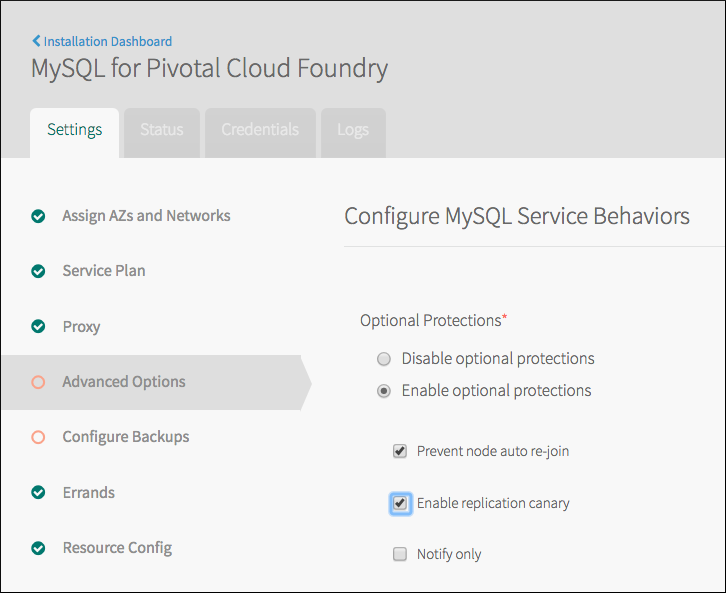 Installation Dashboard
MySQL for Pivotal Cloud Foundry
Settings Status Credentials Logs
Assign AZs and Networks
Service Plan
Proxy
Advanced Options
Configure Backups
Errands
Resource Config
Configure MySQL Service Behaviors
Optional Protections*
Disable optional protections
Enable optional protections
Prevent node auto re-join
Enable replication canary
Notify only